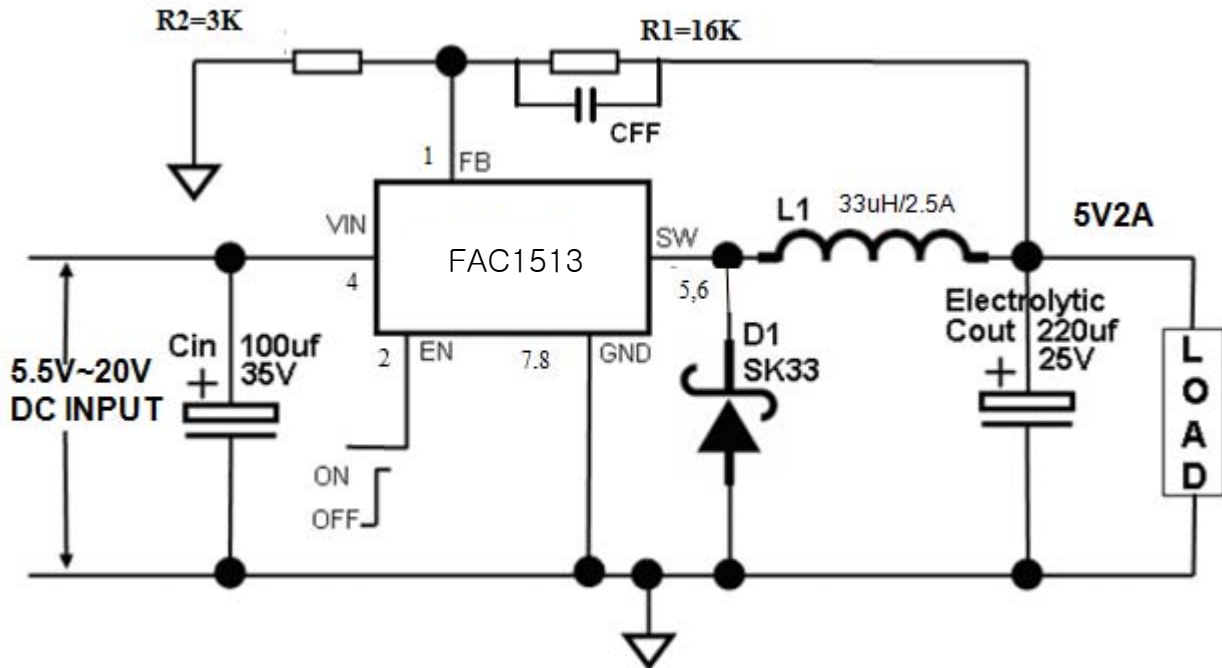 R2=3K
R1=16K
CFF
1
FB
VIN
4
FAC1513
SW
5,6
L1
33uH/2.5A
5V2A
2
EN
7.8
GND
Cin 100uf
+ 35V
5.5V~20V
DC INPUT
D1
SK33
Electrolytic
Cout 220uf
+ 25V
LOAD
ON
OFF